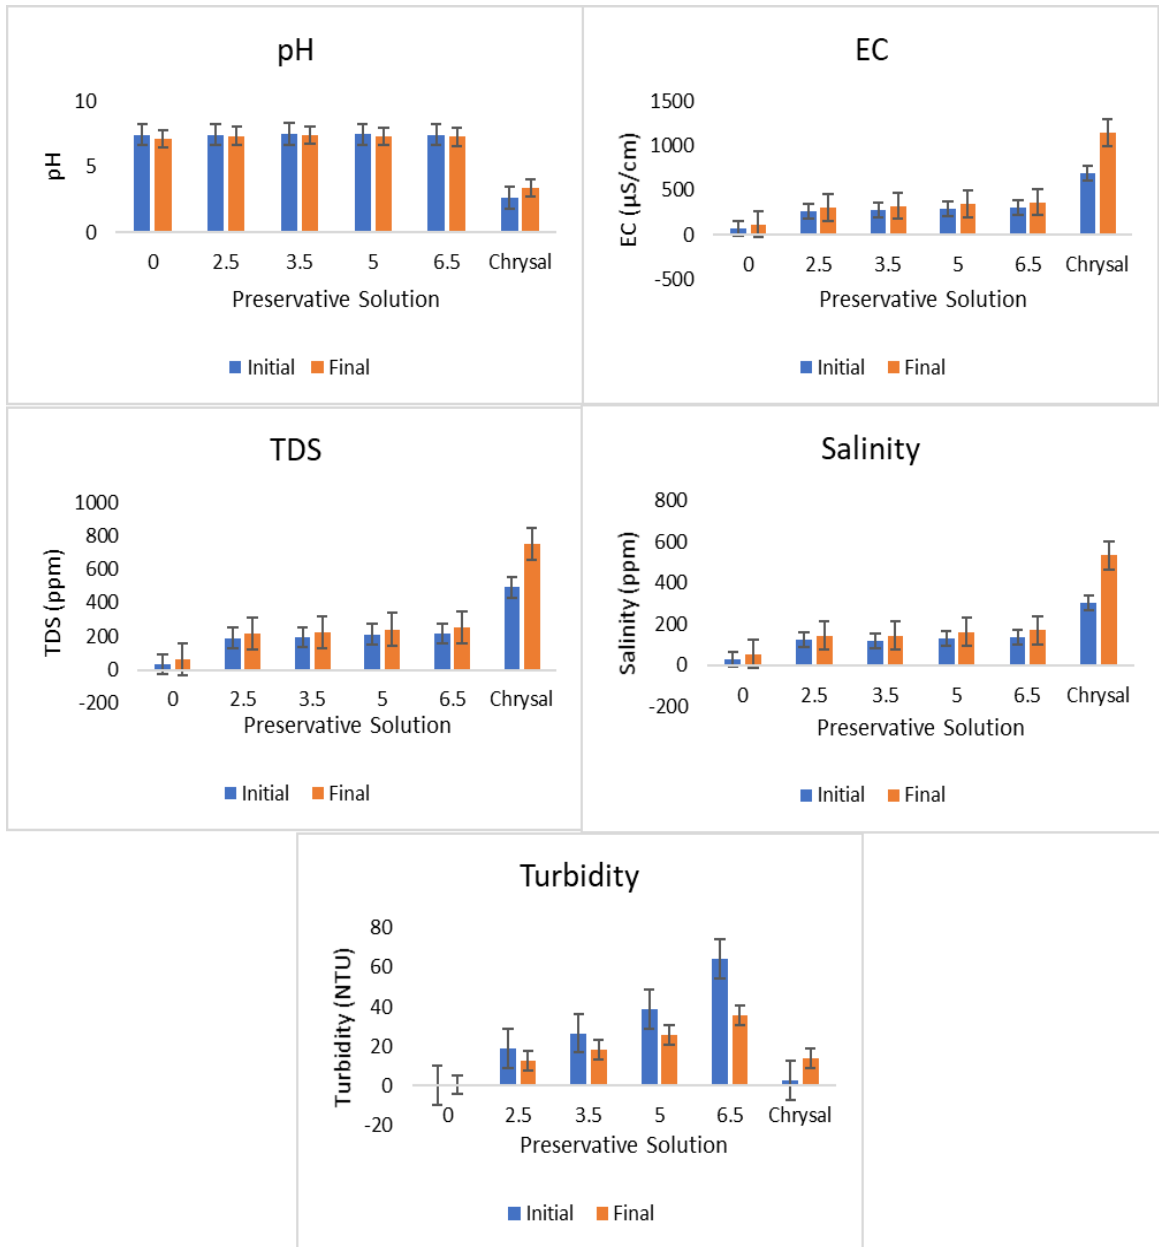 pH
10
5
0
pH
0 2.5 3.5 5 6.5 Chrysal
Preservative Solution
Initial Final
EC
1500
1000
500
0
-500
EC (µS/cm)
0 2.5 3.5 5 6.5 Chrysal
Preservative Solution
Initial Final
TDS
1000
800
600
400
200
0
-200
TDS (ppm)
0 2.5 3.5 5 6.5 Chrysal
Preservative Solution
Initial Final
Salinity
800
600
400
200
0
-200
Salinity (ppm)
0 2.5 3.5 5 6.5 Chrysal
Preservative Solution
Initial Final
Turbidity
80
60
40
20
0
-20
Turbidity (NTU)
0 2.5 3.5 5 6.5 Chrysal
Preservative Solution
Initial Final